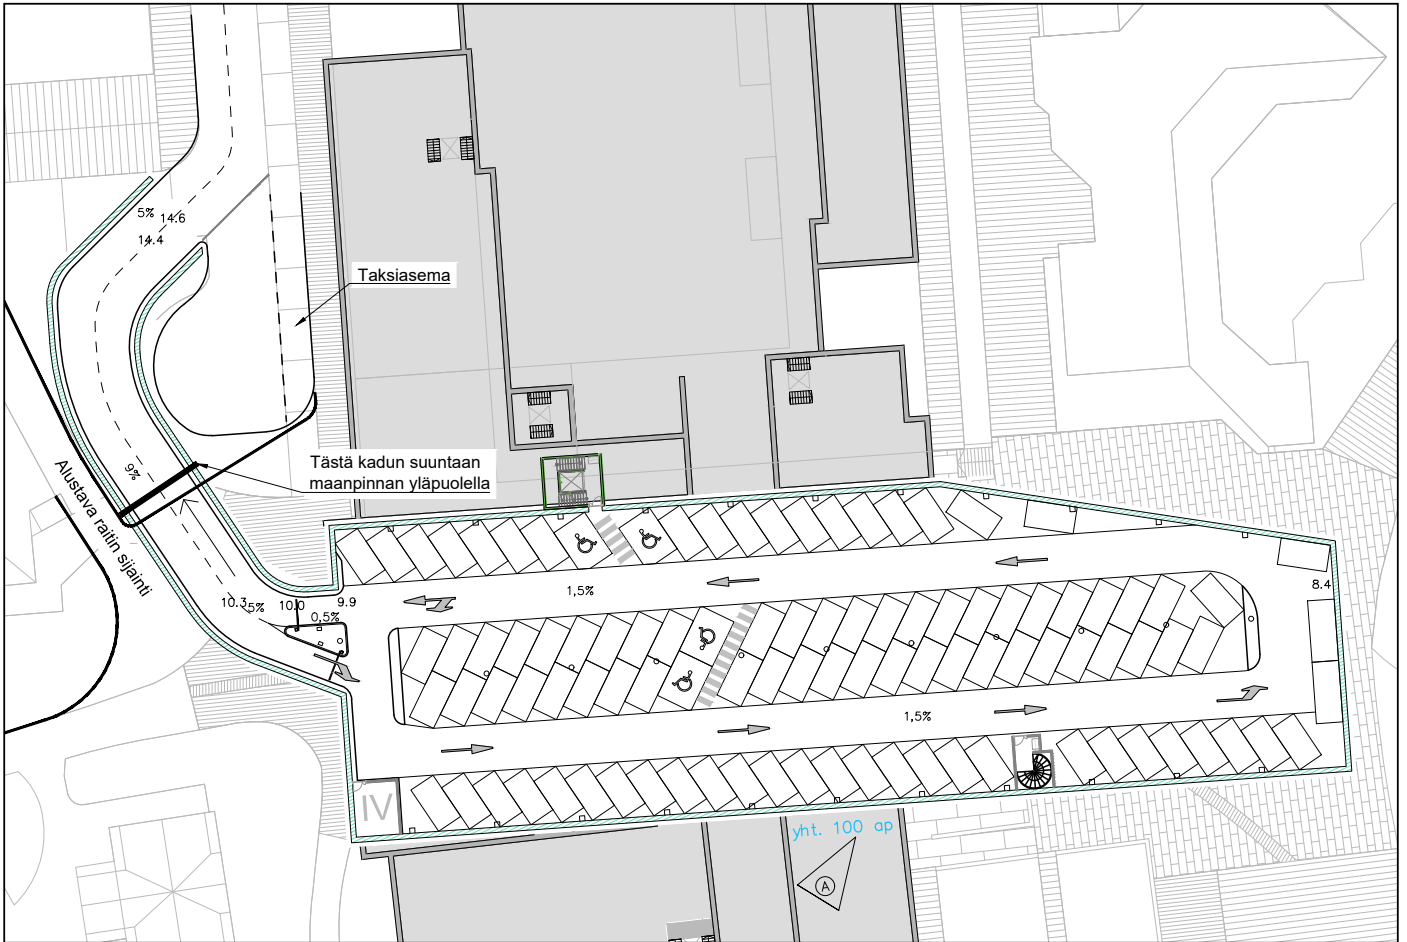 5% 14.6
14.4
Taksiasema
Tästä kadun suuntaan
maanpinnan yläpuolella
9%
Alustava raitin sijainti
10.3
5%
10.0
9.9
0,5%
1,5%
8.4
1,5%
IV
yht. 100 ap
A